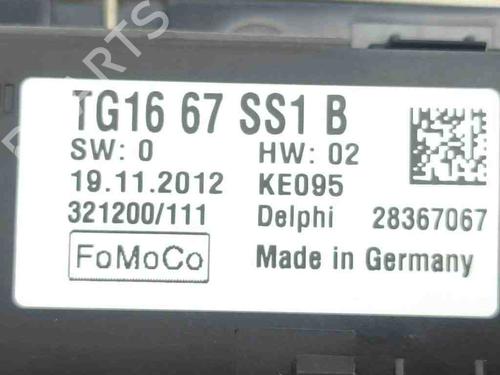 PARTS
TG16 67 SS1 B
SW: 0 HW: 02
19.11.2012 KE095
321200/111 Delphi 28367067
FoMoCo Made in Germany